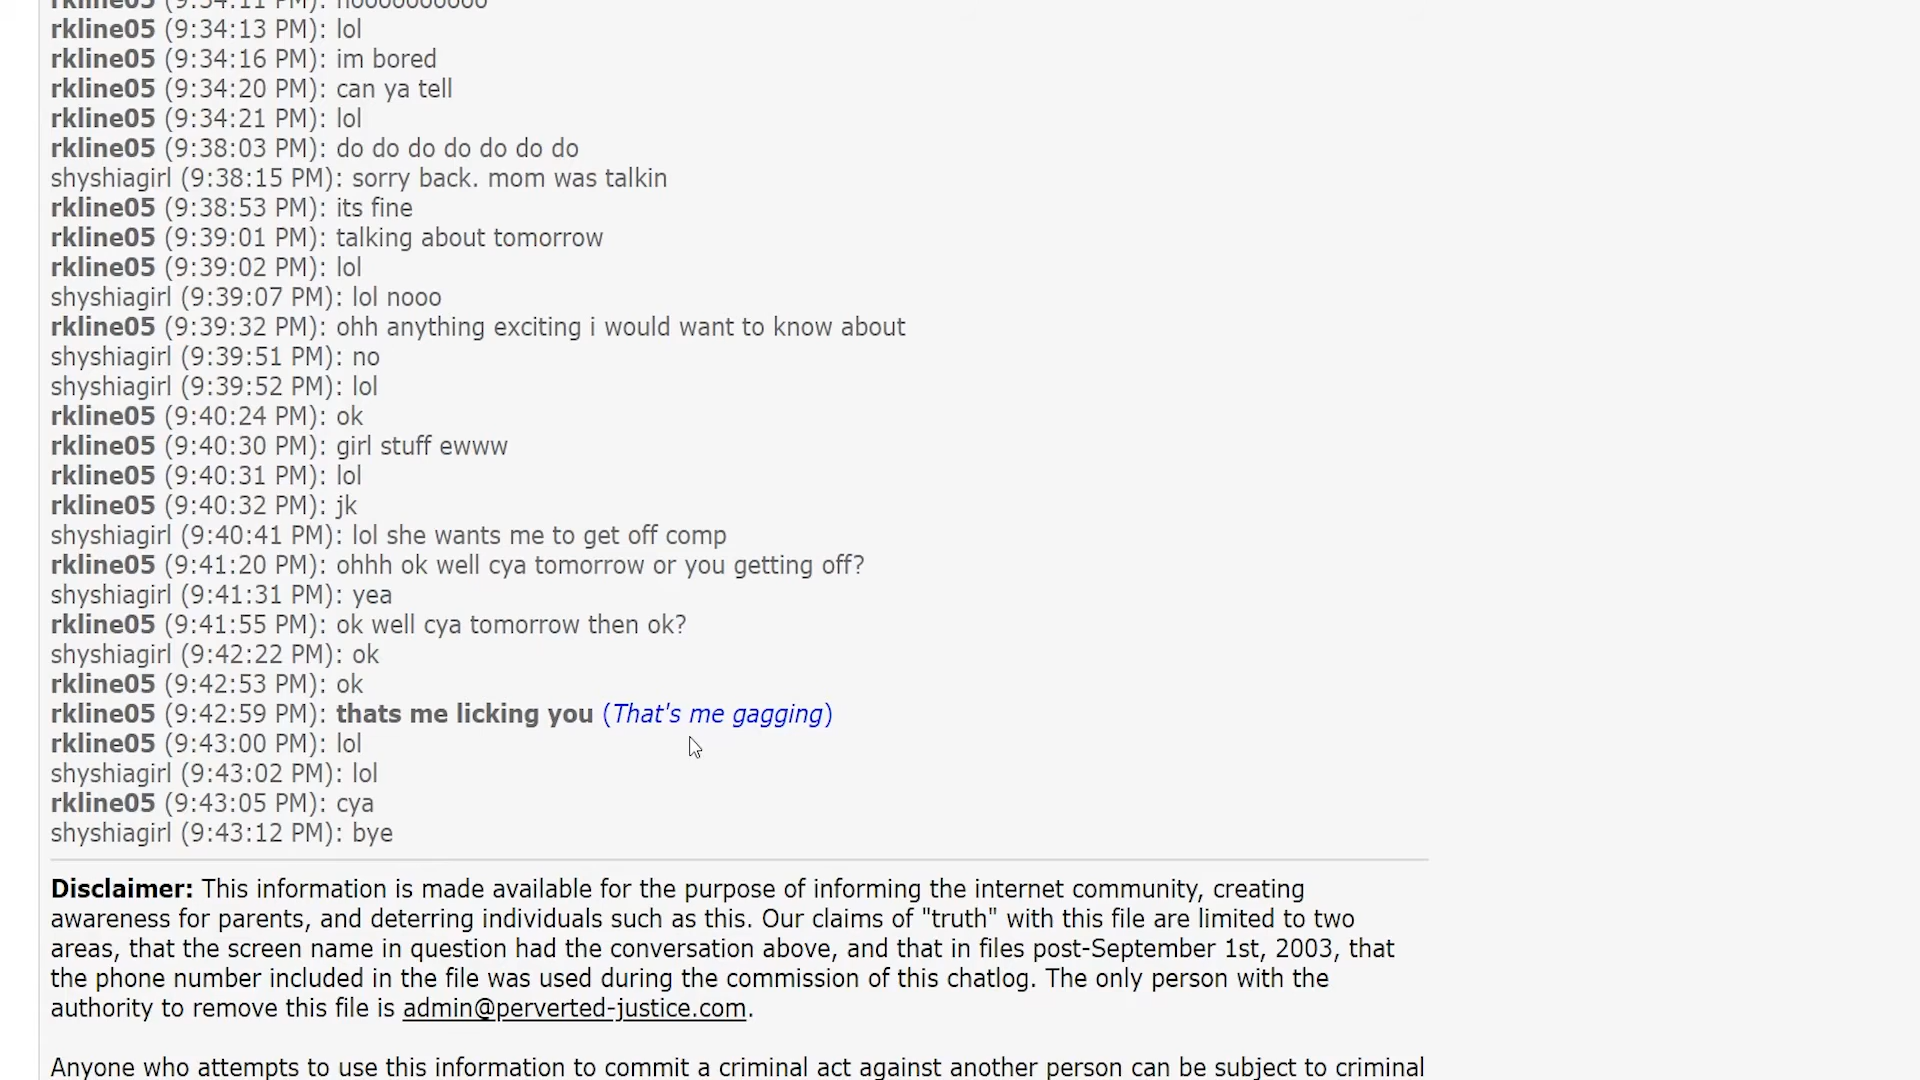 rkline05 (9:34:11 PM): nooooooooooo
rkline05 (9:34:13 PM): lol
rkline05 (9:34:16 PM): im bored
rkline05 (9:34:20 PM): can ya tell
rkline05 (9:34:21 PM): lol
rkline05 (9:38:03 PM): do do do do do do do
shyshiagirl (9:38:15 PM): sorry back. mom was talkin
rkline05 (9:38:53 PM): its fine
rkline05 (9:39:01 PM): talking about tomorrow
rkline05 (9:39:02 PM): lol
shyshiagirl (9:39:07 PM): lol nooo
rkline05 (9:39:32 PM): ohh anything exciting i would want to know about
shyshiagirl (9:39:51 PM): no
shyshiagirl (9:39:52 PM): lol
rkline05 (9:40:24 PM): ok
rkline05 (9:40:30 PM): girl stuff ewww
rkline05 (9:40:31 PM): lol
rkline05 (9:40:32 PM): jk
shyshiagirl (9:40:41 PM): lol she wants me to get off comp
rkline05 (9:41:20 PM): ohhh ok well cya tomorrow or you getting off?
shyshiagirl (9:41:31 PM): yea
rkline05 (9:41:55 PM): ok well cya tomorrow then ok?
shyshiagirl (9:42:22 PM): ok
rkline05 (9:42:53 PM): ok
rkline05 (9:42:59 PM): thats me licking you (That's me gagging)
rkline05 (9:43:00 PM): lol
shyshiagirl (9:43:02 PM): lol
rkline05 (9:43:05 PM): cya
shyshiagirl (9:43:12 PM): bye
Disclaimer: This information is made available for the purpose of informing the internet community, creating
awareness for parents, and deterring individuals such as this. Our claims of "truth" with this file are limited to two
areas, that the screen name in question had the conversation above, and that in files post-September 1st, 2003, that
the phone number included in the file was used during the commission of this chatlog. The only person with the
authority to remove this file is admin@perverted-justice.com.
Anyone who attempts to use this information to commit a criminal act against another person can be subject to criminal